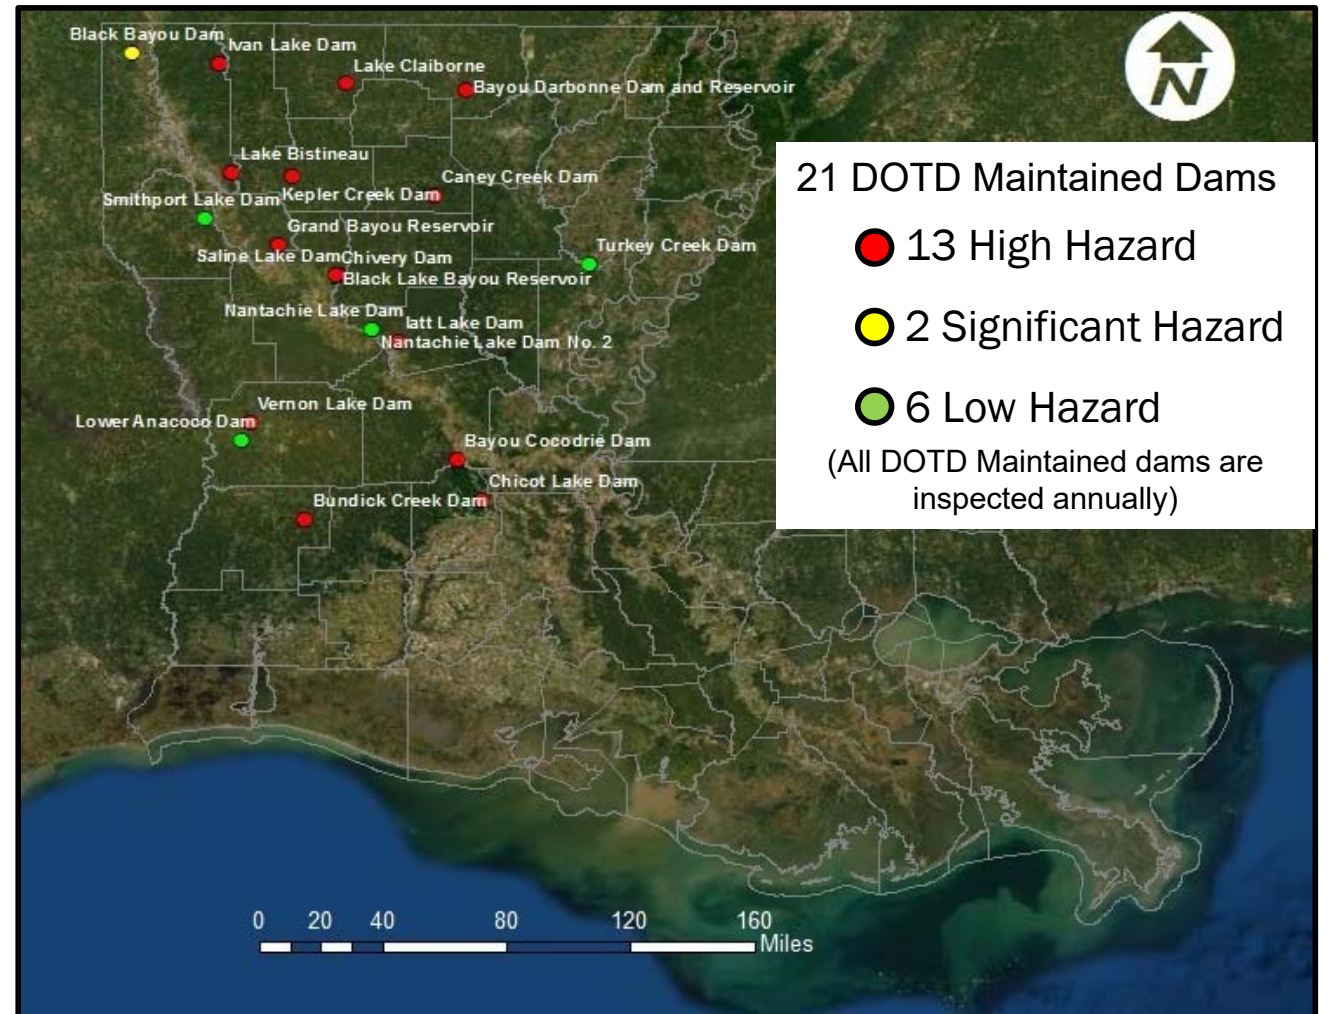 Black Bayou Dam
Ivan Lake Dam
Lake Claiborne
Bayou Darbonne Dam and Reservoir
N
Lake Bistineau
Kepler Creek Dam
Caney Creek Dam
Smithport Lake Dam
Grand Bayou Reservoir
Saline Lake Dam
Chivery Dam
Black Lake Bayou Reservoir
Turkey Creek Dam
Nantachie Lake Dam
Iatt Lake Dam
Nantachie Lake Dam No. 2
Vernon Lake Dam
Lower Anacoco Dam
Bayou Cocodrie Dam
Chicot Lake Dam
Bundick Creek Dam
21 DOTD Maintained Dams
13 High Hazard
2 Significant Hazard
6 Low Hazard
(All DOTD Maintained dams are
inspected annually)
0 20 40 80 120 160
Miles